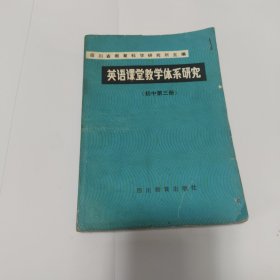 四川省教育科学研究所主编
英语课堂教学体系研究
(初中第三册)
四川教育出版社